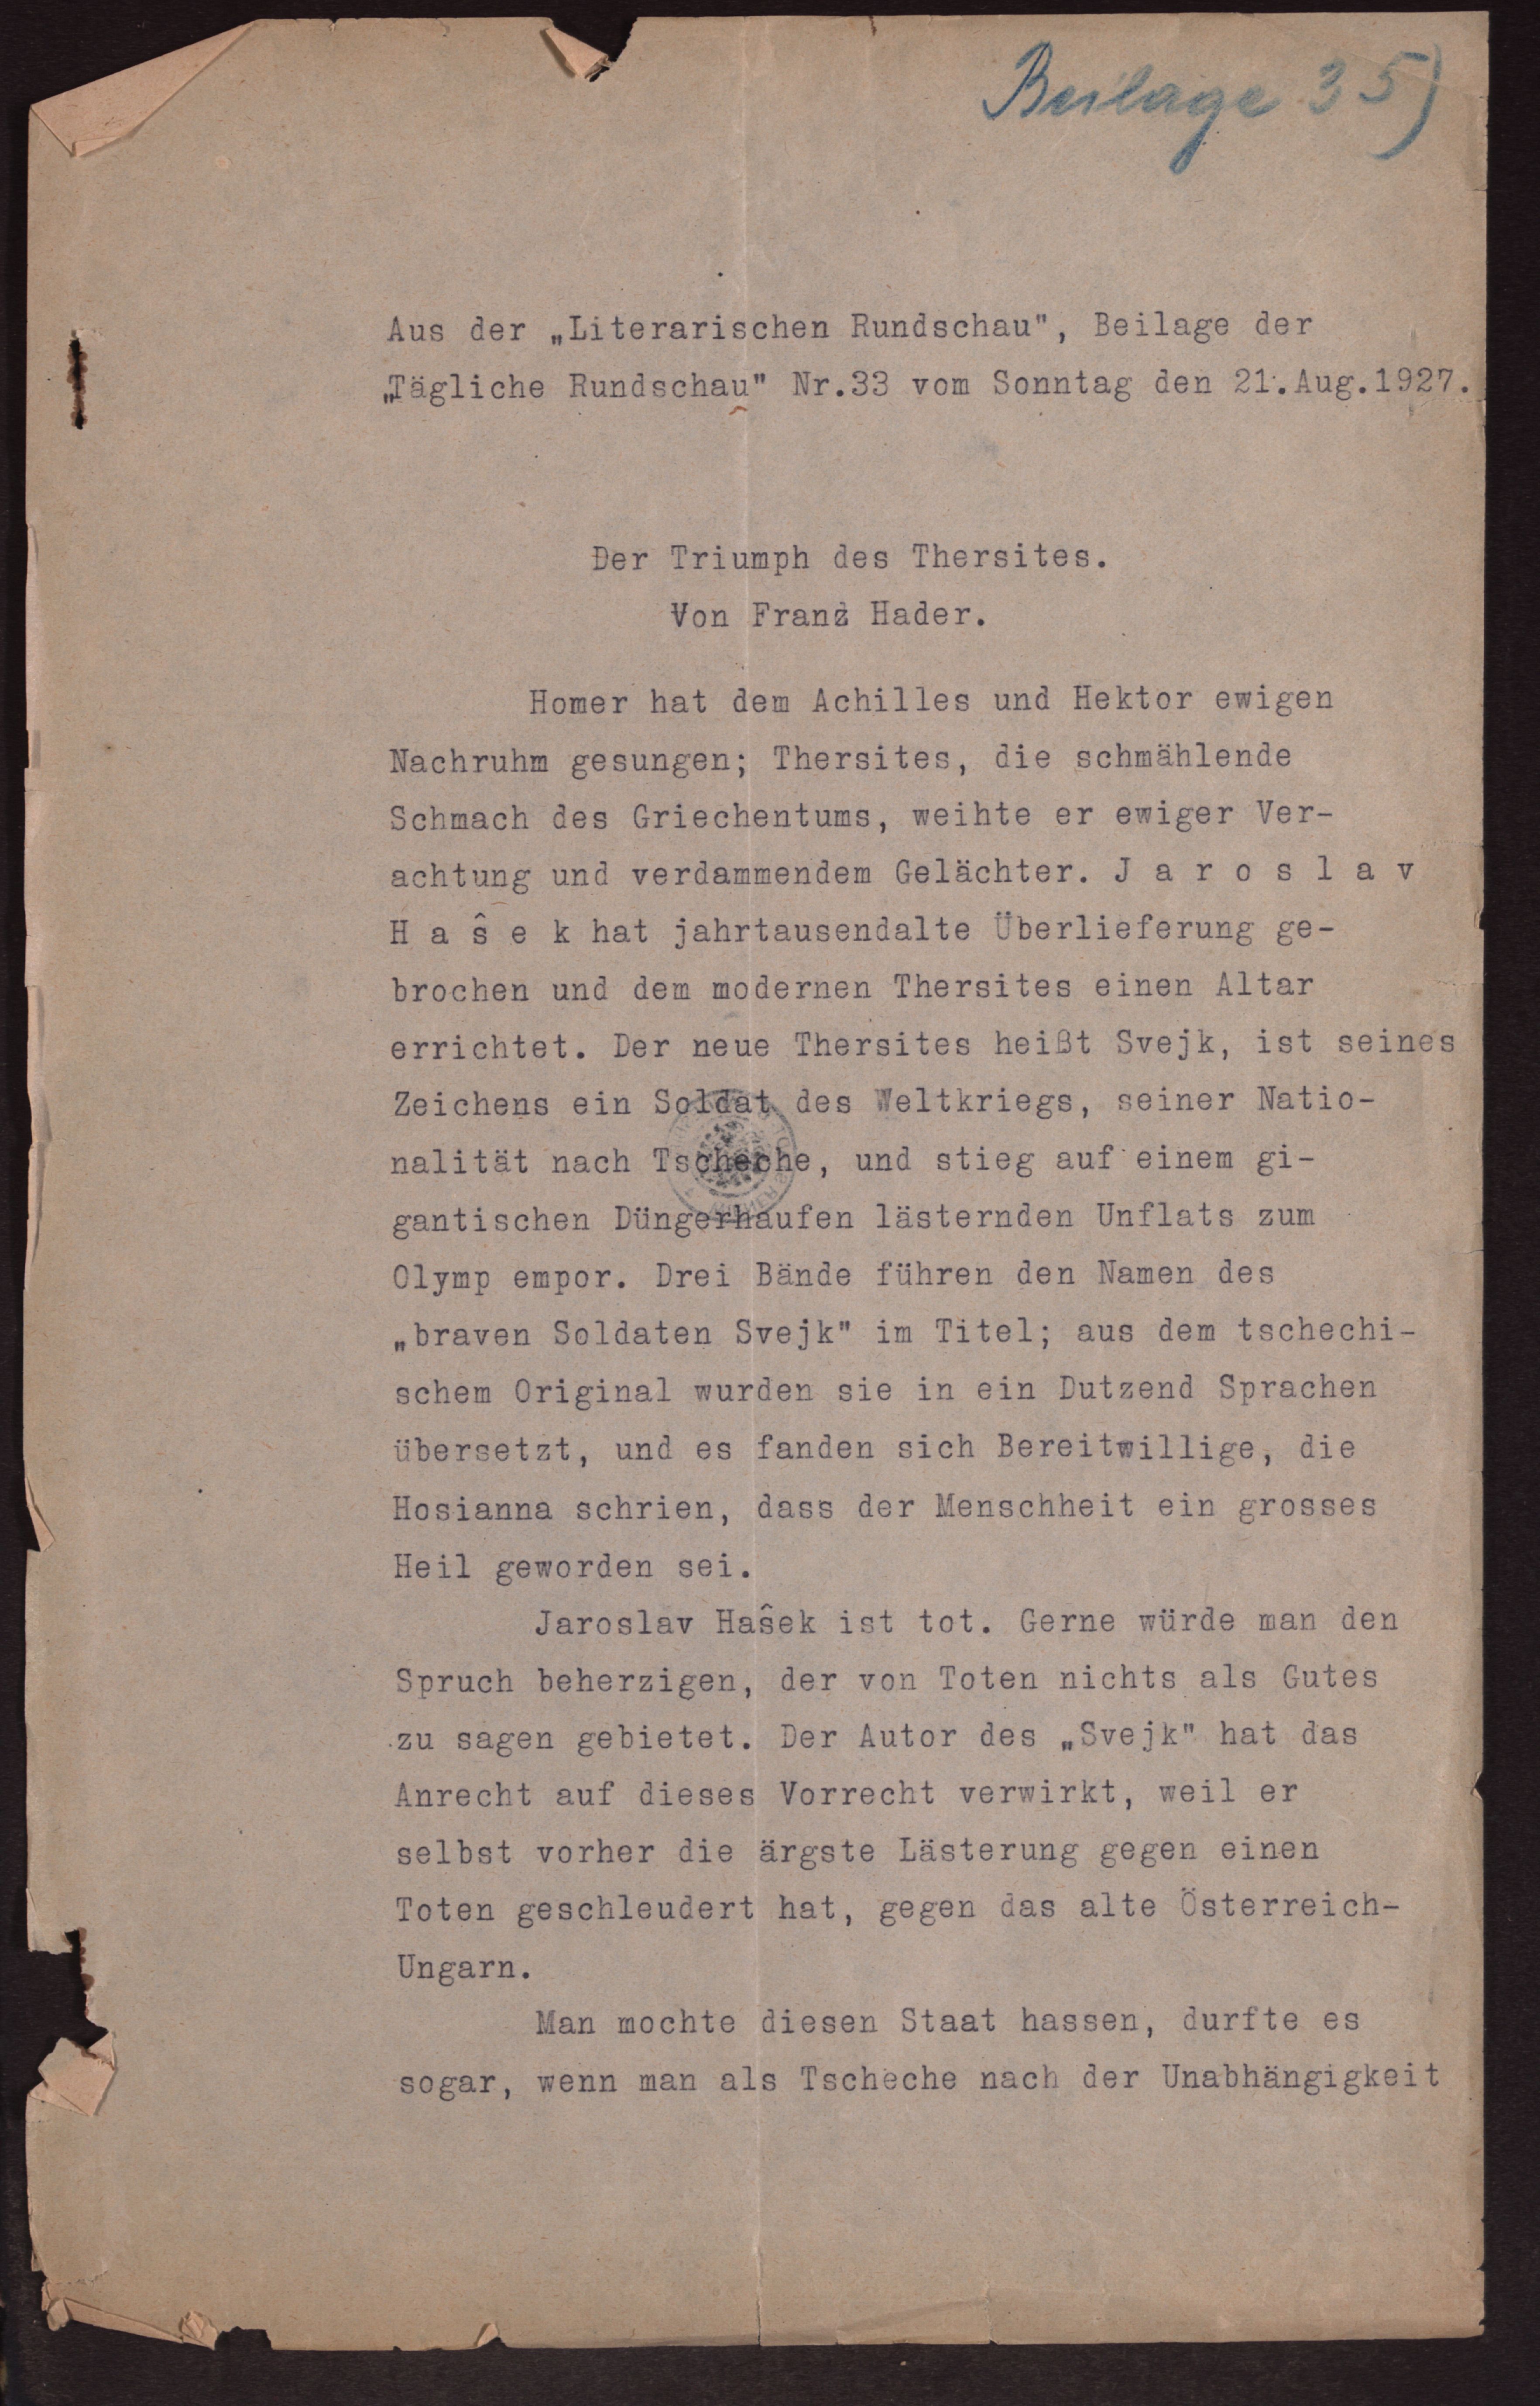 Beilage 35)
Aus der „Literarischen Rundschau", Beilage der
„Tägliche Rundschau" Nr.33 vom Sonntag den 21.Aug.1927.
Der Triumph des Thersites.
Von Franz Hader.
Homer hat dem Achilles und Hektor ewigen
Nachruhm gesungen; Thersites, die schmählende
Schmach des Griechentums, weihte er ewiger Ver-
achtung und verdammendem Gelächter. J a r o s l a v
H a ŝ e k hat jahrtausendalte Überlieferung ge-
brochen und dem modernen Thersites einen Altar
errichtet. Der neue Thersites heißt Svejk, ist seines
Zeichens ein Soldat des Weltkriegs, seiner Natio-
nalität nach Tscheche, und stieg auf einem gi-
gantischen Düngerhaufen lästernden Unflats zum
Olymp empor. Drei Bände führen den Namen des
„braven Soldaten Svejk" im Titel; aus dem tschechi-
schem Original wurden sie in ein Dutzend Sprachen
übersetzt, und es fanden sich Bereitwillige, die
Hosianna schrien, dass der Menschheit ein grosses
Heil geworden sei.
Jaroslav Haŝek ist tot. Gerne würde man den
Spruch beherzigen, der von Toten nichts als Gutes
zu sagen gebietet. Der Autor des „Svejk" hat das
Anrecht auf dieses Vorrecht verwirkt, weil er
selbst vorher die ärgste Lästerung gegen einen
Toten geschleudert hat, gegen das alte Österreich-
Ungarn.
Man mochte diesen Staat hassen, durfte es
sogar, wenn man als Tscheche nach der Unabhängigkeit